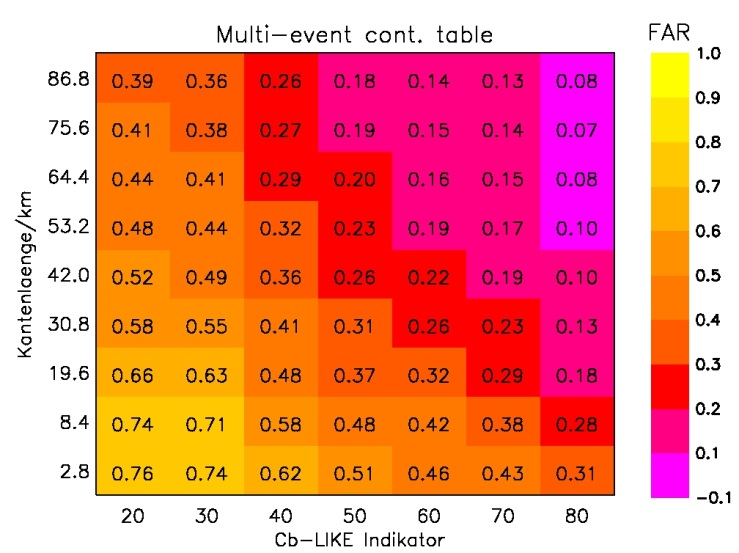 Multi-event cont. table
FAR
86.8 0.39 0.36 0.26 0.18 0.14 0.13 0.08
75.6 0.41 0.38 0.27 0.19 0.15 0.14 0.07
64.4 0.44 0.41 0.29 0.20 0.16 0.15 0.08
53.2 0.48 0.44 0.32 0.23 0.19 0.17 0.10
42.0 0.52 0.49 0.36 0.26 0.22 0.19 0.10
30.8 0.58 0.55 0.41 0.31 0.26 0.23 0.13
19.6 0.66 0.63 0.48 0.37 0.32 0.29 0.18
8.4 0.74 0.71 0.58 0.48 0.42 0.38 0.28
2.8 0.76 0.74 0.62 0.51 0.46 0.43 0.31
20 30 40 50 60 70 80
Cb-LIKE Indikator
Kantenlaenge/km
1.0
0.9
0.8
0.7
0.6
0.5
0.4
0.3
0.2
0.1
-0.1